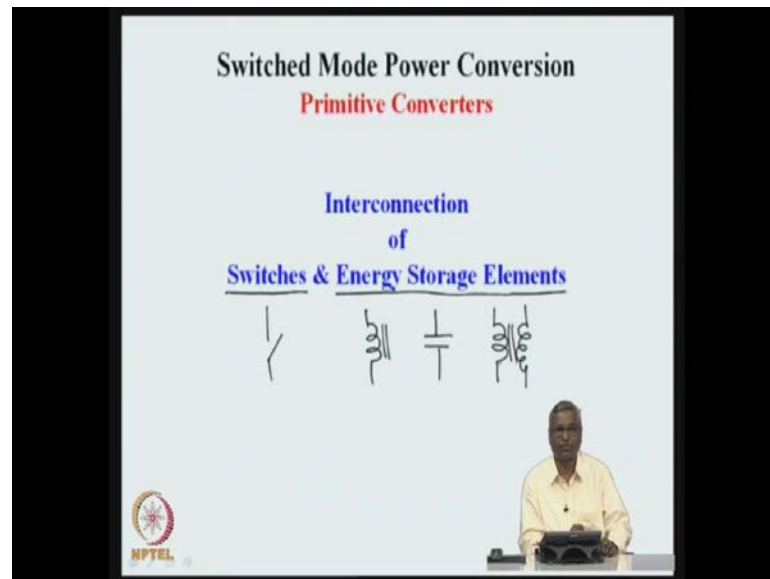 Switched Mode Power Conversion
Primitive Converters
Interconnection
of
Switches & Energy Storage Elements
NPTEL